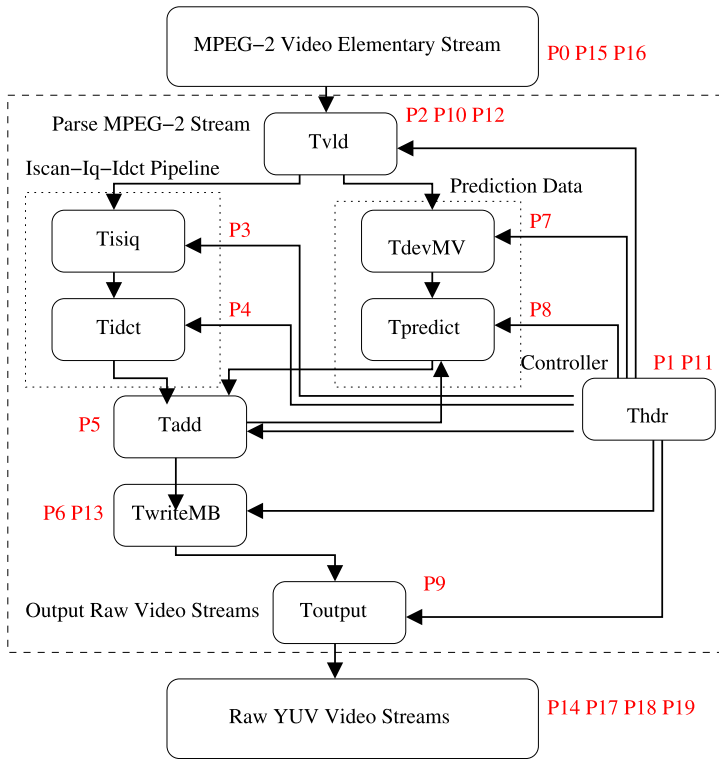 MPEG−2 Video Elementary Stream
P0 P15 P16
P2 P10 P12
Parse MPEG−2 Stream
Tvld
Iscan−Iq−Idct Pipeline
Prediction Data
Tisiq
P3
TdevMV
P7
Tidct
P4
Tpredict
P8
Controller
P1 P11
Thdr
P5
Tadd
P6 P13
TwriteMB
P9
Output Raw Video Streams
Toutput
Raw YUV Video Streams
P14 P17 P18 P19